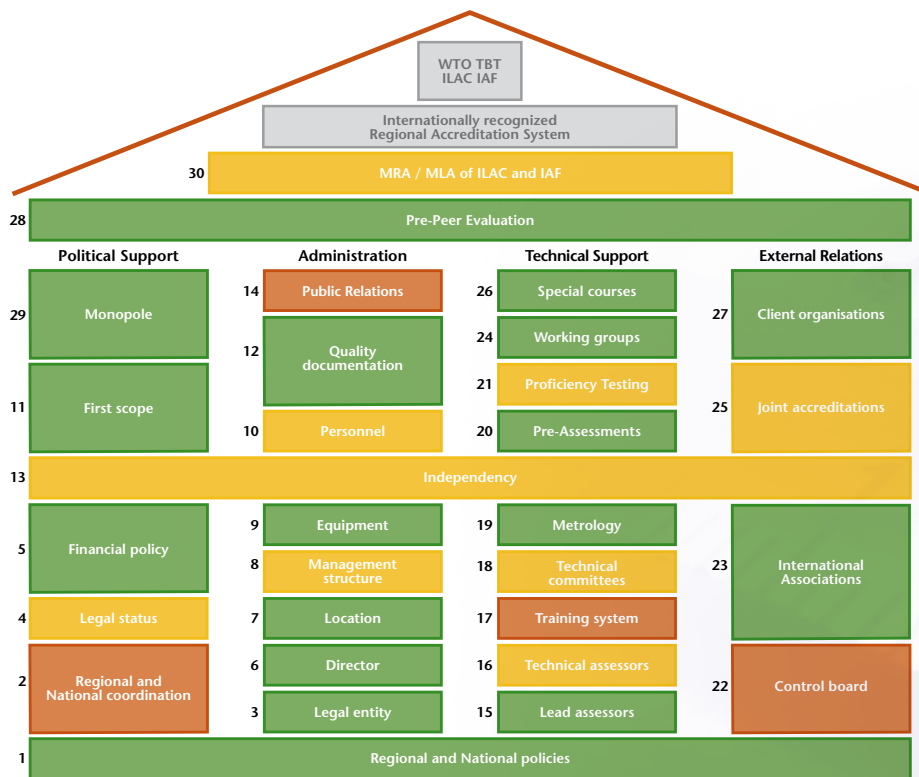 WTO TBT
ILAC IAF
Internationally recognized
Regional Accreditation System
30 MRA / MLA of ILAC and IAF
28 Pre-Peer Evaluation
Political Support
29 Monopole
11 First scope
Administration
14 Public Relations
12 Quality
documentation
10 Personnel
Technical Support
26 Special courses
24 Working groups
21 Proficiency Testing
20 Pre-Assessments
External Relations
27 Client organisations
25 Joint accreditations
13 Independency
5 Financial policy
4 Legal status
2 Regional and
National coordination
9 Equipment
8 Management
structure
7 Location
6 Director
3 Legal entity
19 Metrology
18 Technical
committees
17 Training system
16 Technical assessors
15 Lead assessors
23 International
Associations
22 Control board
1 Regional and National policies